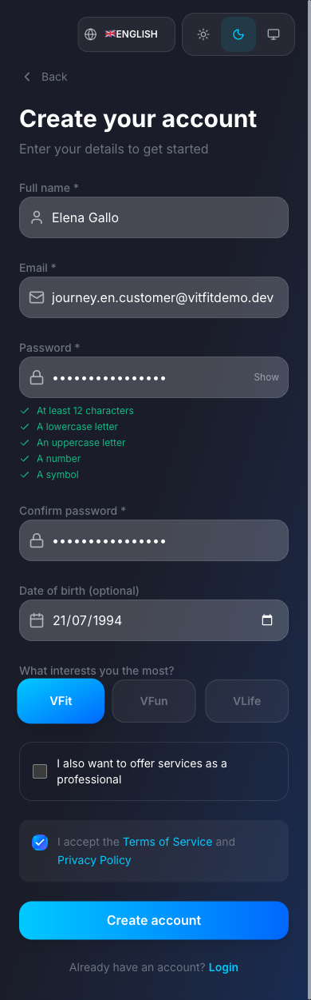 🇬🇧ENGLISH
Back
Create your account
Enter your details to get started
Full name *
Elena Gallo
Email *
journey.en.customer@vitfitdemo.dev
Password *
••••••••••••••••
Show
At least 12 characters
A lowercase letter
An uppercase letter
A number
A symbol
Confirm password *
••••••••••••••••
Date of birth (optional)
21/07/1994
What interests you the most?
VFit VFun VLife
I also want to offer services as a
professional
I accept the Terms of Service and
Privacy Policy
Create account
Already have an account? Login